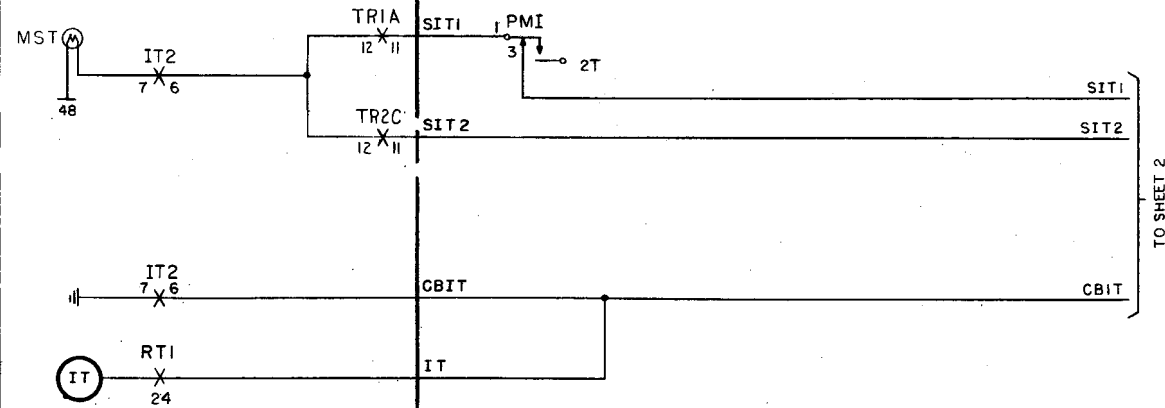 TR1A
SIT1
1 PMI
MST
IT2
12 11
3
2T
7 6
SIT1
48
TR2C
SIT2
SIT2
12 11
TO SHEET 2
IT2
7 6
CBIT
CBIT
RT1
IT
IT
24